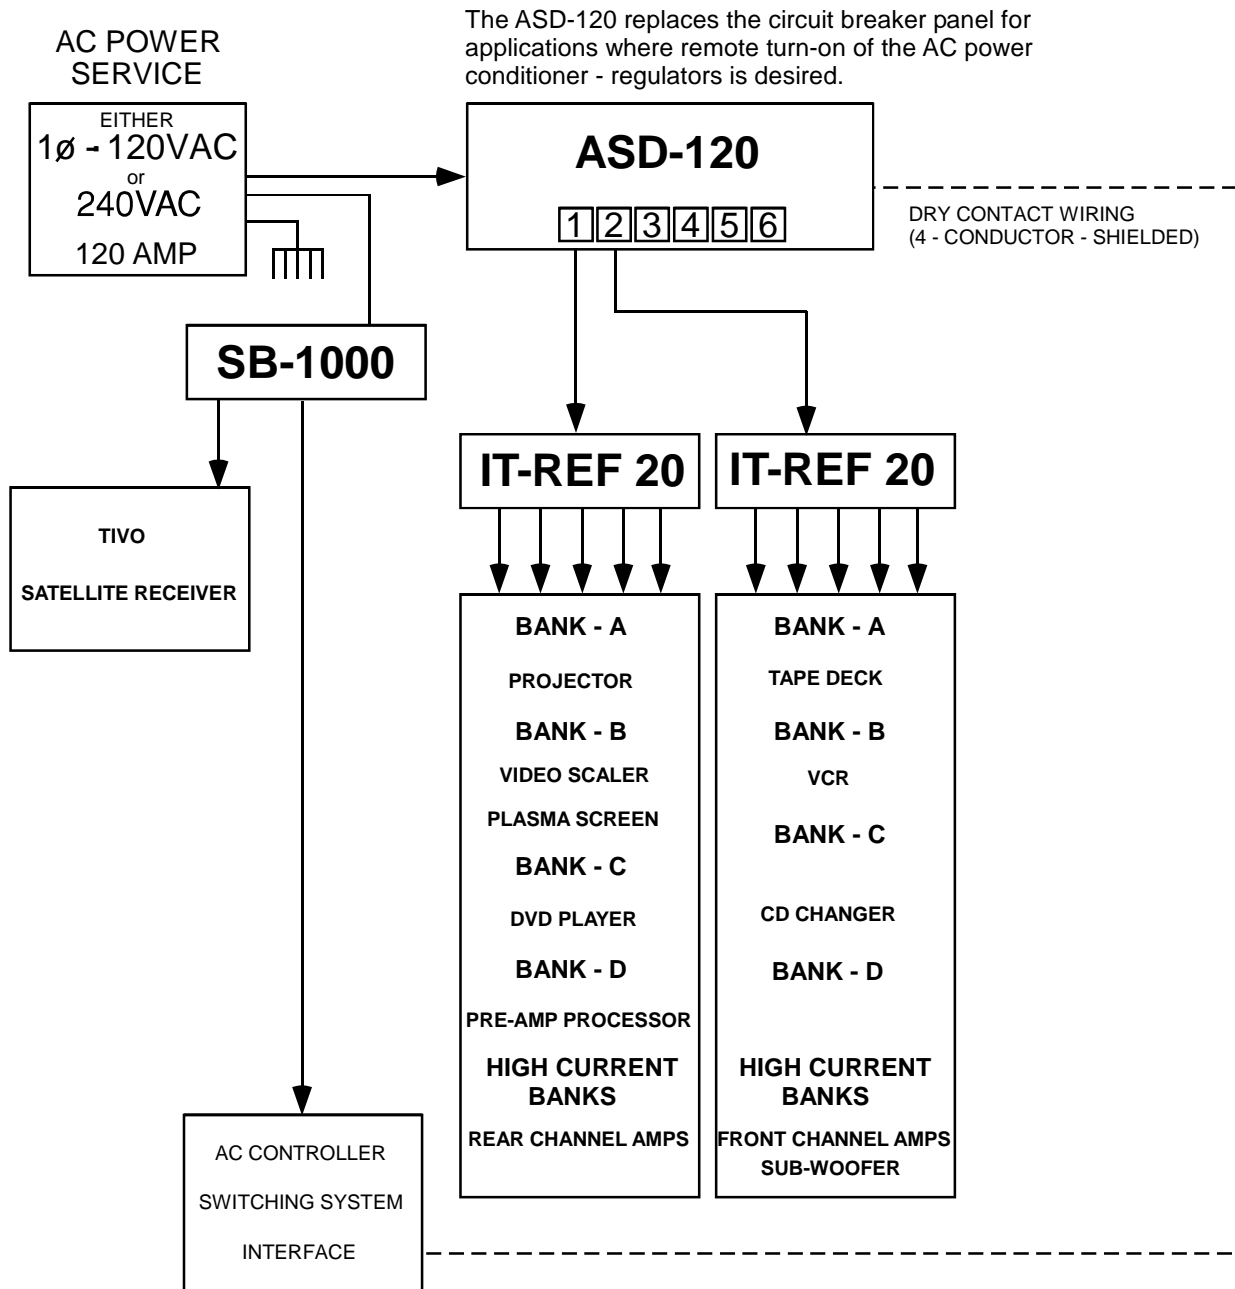 The ASD-120 replaces the circuit breaker panel for
applications where remote turn-on of the AC power
conditioner - regulators is desired.
AC POWER
SERVICE
EITHER
1ø - 120VAC
or
240VAC
120 AMP
ASD-120
1 2 3 4 5 6
DRY CONTACT WIRING
(4 - CONDUCTOR - SHIELDED)
SB-1000
TIVO
SATELLITE RECEIVER
IT-REF 20
BANK - A
PROJECTOR
BANK - B
VIDEO SCALER
PLASMA SCREEN
BANK - C
DVD PLAYER
BANK - D
PRE-AMP PROCESSOR
HIGH CURRENT
BANKS
REAR CHANNEL AMPS
IT-REF 20
BANK - A
TAPE DECK
BANK - B
VCR
BANK - C
CD CHANGER
BANK - D
HIGH CURRENT
BANKS
FRONT CHANNEL AMPS
SUB-WOOFER
AC CONTROLLER
SWITCHING SYSTEM
INTERFACE